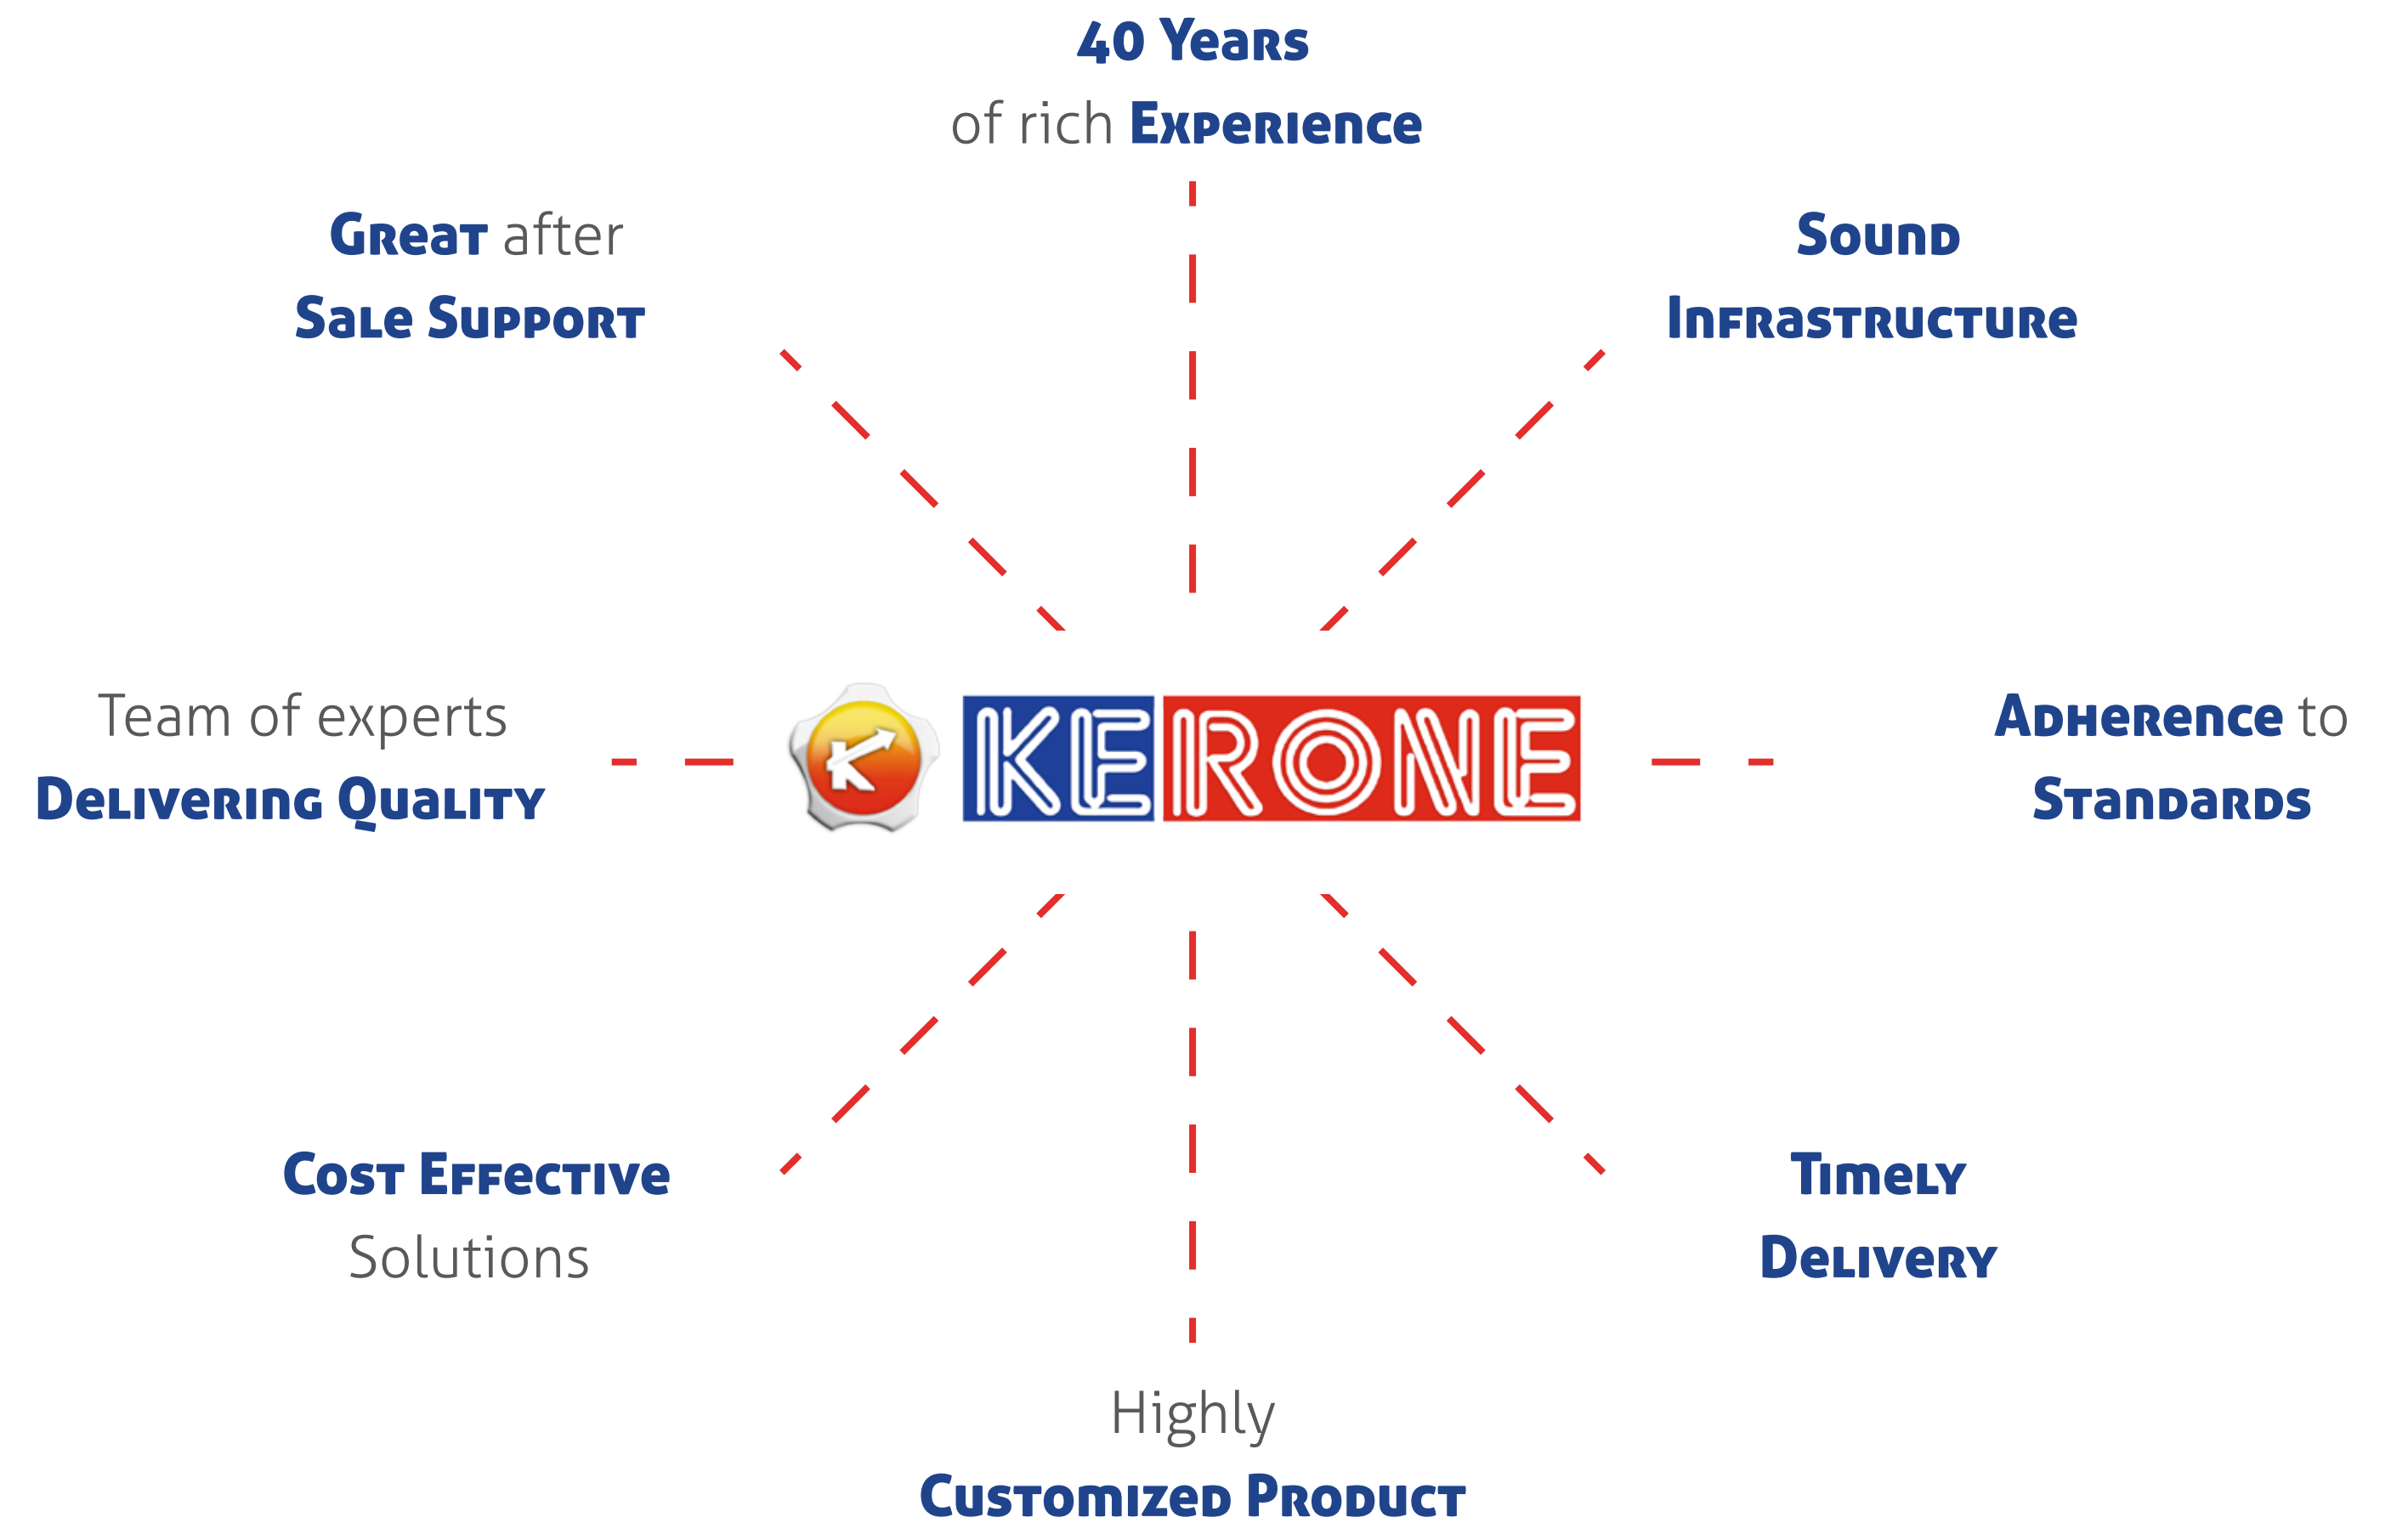 40 Years
of rich Experience
Great after
Sale Support
Sound
Infrastructure
Team of experts
Delivering Quality
K
KERONE
Adherence to
Standards
Cost Effective
Solutions
Timely
Delivery
Highly
Customized Product